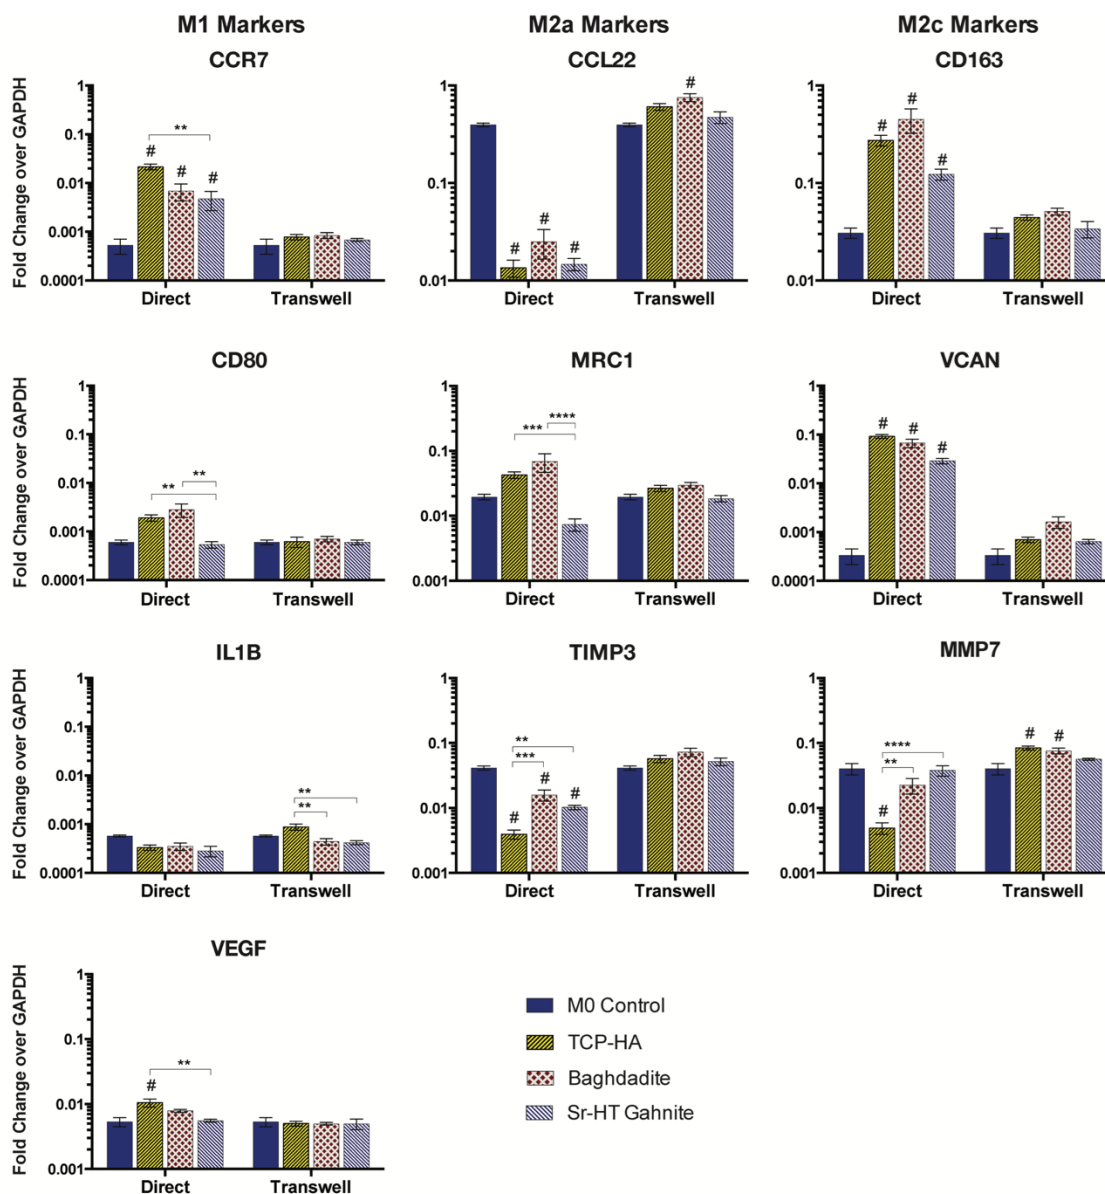 M1 Markers
M2a Markers
M2c Markers
CCR7
CCL22
CD163
Fold Change over GAPDH
1
0.1
0.01
0.001
0.0001
**
#
#
#
Direct
Transwell
1
0.1
0.01
#
#
#
#
Direct
Transwell
1
0.1
0.01
#
#
#
Direct
Transwell
CD80
MRC1
VCAN
Fold Change over GAPDH
1
0.1
0.01
0.001
0.0001
**
**
Direct
Transwell
1
0.1
0.01
0.001
****
***
Direct
Transwell
1
0.1
0.01
0.001
0.0001
#
#
#
Direct
Transwell
IL1B
TIMP3
MMP7
Fold Change over GAPDH
1
0.1
0.01
0.001
0.0001
**
**
Direct
Transwell
1
0.1
0.01
0.001
**
***
#
#
#
Direct
Transwell
1
0.1
0.01
0.001
****
**
#
#
#
Direct
Transwell
VEGF
Fold Change over GAPDH
1
0.1
0.01
0.001
**
#
Direct
Transwell
M0 Control
TCP-HA
Baghdadite
Sr-HT Gahnite